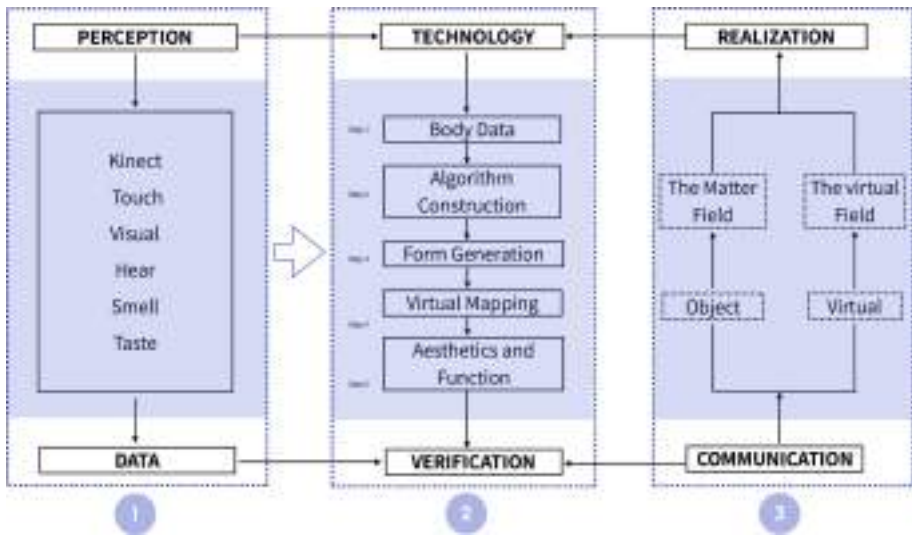 PERCEPTION
TECHNOLOGY
REALIZATION
Kinect
Touch
Visual
Hear
Smell
Taste
Body Data
Algorithm
Construction
Form Generation
Virtual Mapping
Aesthetics and
Function
The Matter
Field
The virtual
Field
Object
Virtual
DATA
VERIFICATION
COMMUNICATION
1
2
3